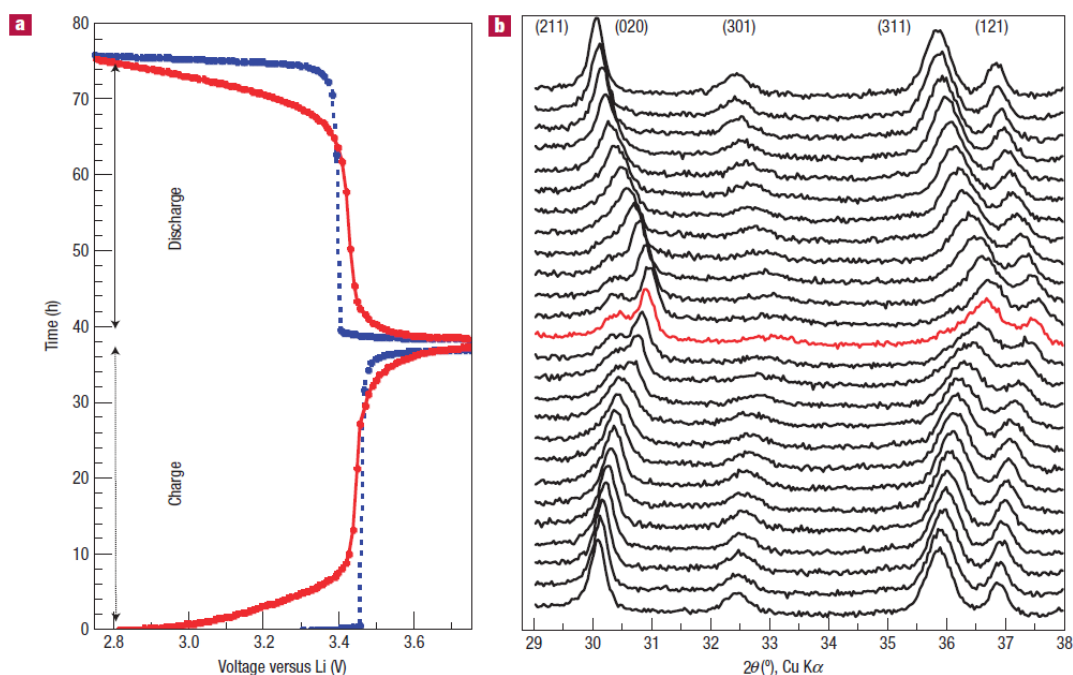 a
80
70
60
50
40
30
20
10
0
Time (h)
Discharge
Charge
2.8 3.0 3.2 3.4 3.6
Voltage versus Li (V)
b
(211) (020) (301) (311) (121)
29 30 31 32 33 34 35 36 37 38
2θ (°), Cu Kα